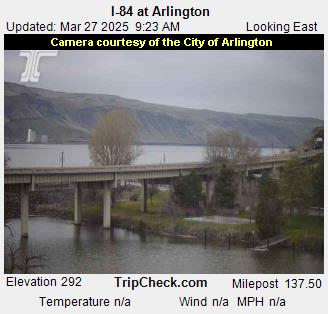 I-84 at Arlington
Updated: Mar 27 2025 9:23 AM Looking East
Camera courtesy of the City of Arlington
Elevation 292 TripCheck.com Milepost 137.50
Temperature n/a Wind n/a MPH n/a